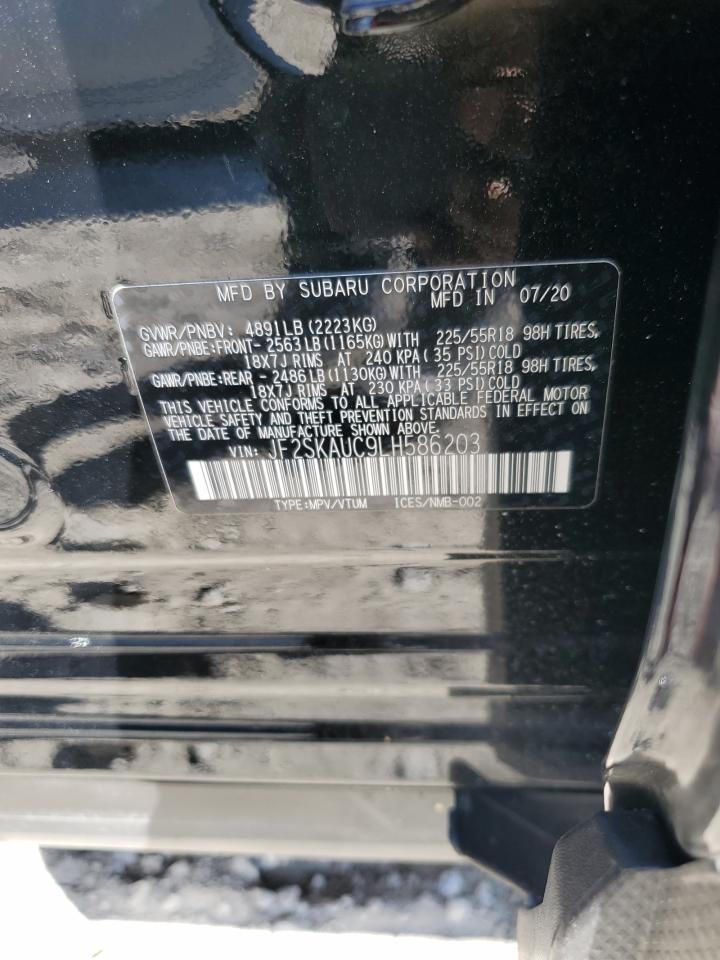 MFD BY SUBARU CORPORATION
MFD IN 07/20
GVWR/PNBV: 4891LB (2223KG)
GAWR/PNBE:FRONT- 2563LB (1165KG) WITH 225/55R18 98H TIRES,
18X7J RIMS AT 240 KPA (35 PSI) COLD
GAWR/PNBE:REAR - 2486LB (1130KG) WITH 225/55R18 98H TIRES,
18X7J RIMS AT 230 KPA (33 PSI) COLD
THIS VEHICLE CONFORMS TO ALL APPLICABLE FEDERAL MOTOR
VEHICLE SAFETY AND THEFT PREVENTION STANDARDS IN EFFECT ON
THE DATE OF MANUFACTURE SHOWN ABOVE.
VIN: JF2SKAUC9LH586203
TYPE:MPV/VTUM ICES/NMB-002